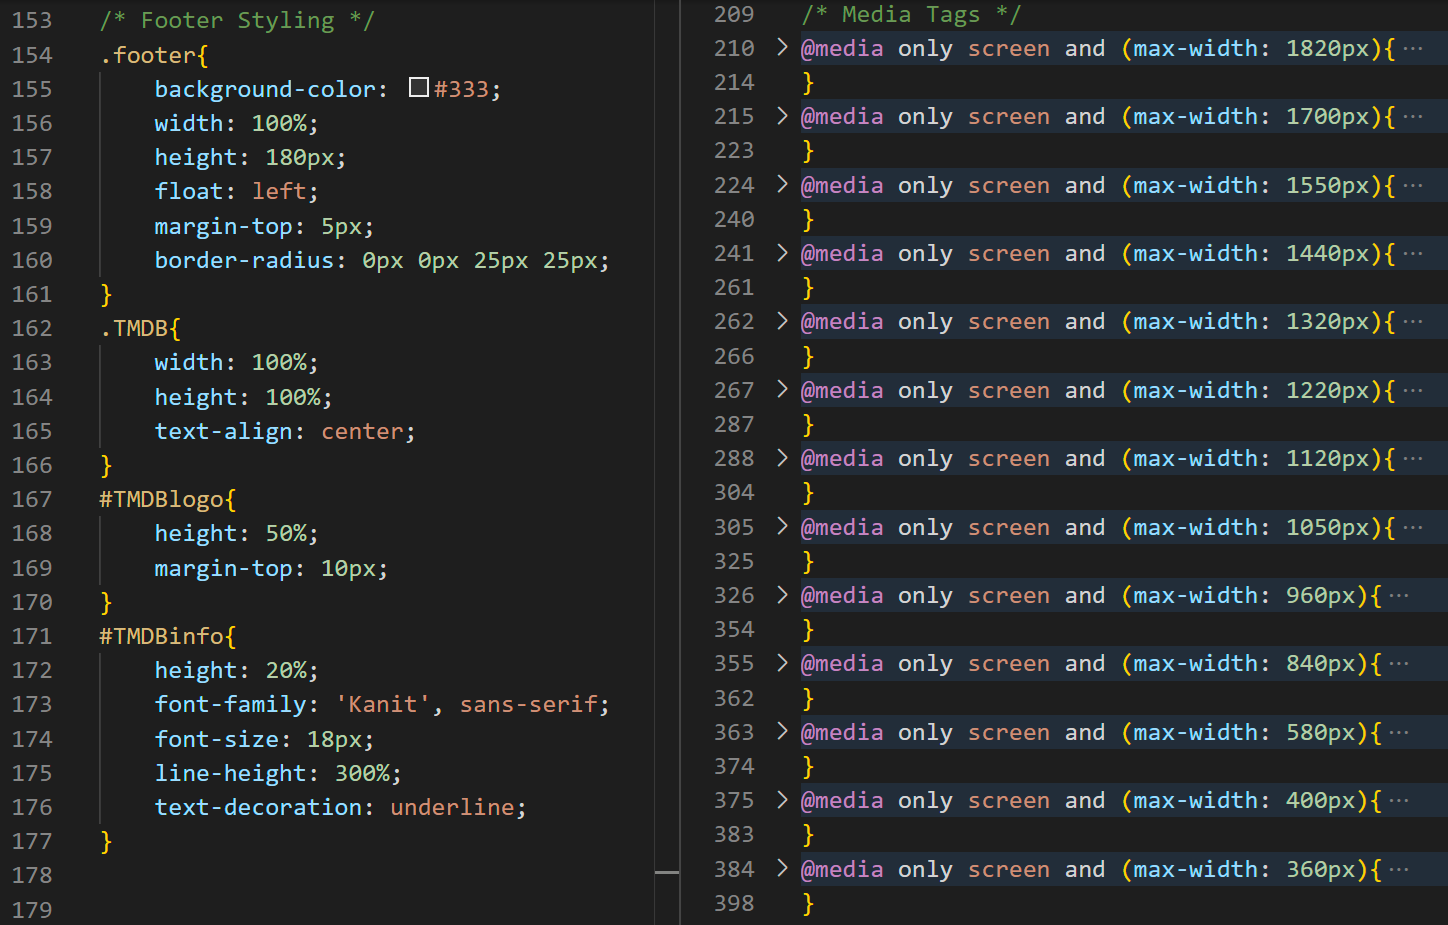 153 /* Footer Styling */
154 .footer{
155 background-color: #333;
156 width: 100%;
157 height: 180px;
158 float: left;
159 margin-top: 5px;
160 border-radius: 0px 0px 25px 25px;
161 }
162 .TMDB{
163 width: 100%;
164 height: 100%;
165 text-align: center;
166 }
167 #TMDBlogo{
168 height: 50%;
169 margin-top: 10px;
170 }
171 #TMDBinfo{
172 height: 20%;
173 font-family: 'Kanit', sans-serif;
174 font-size: 18px;
175 line-height: 300%;
176 text-decoration: underline;
177 }
178
179
209 /* Media Tags */
210 > @media only screen and (max-width: 1820px){ ···
214 }
215 > @media only screen and (max-width: 1700px){ ···
223 }
224 > @media only screen and (max-width: 1550px){ ···
240 }
241 > @media only screen and (max-width: 1440px){ ···
261 }
262 > @media only screen and (max-width: 1320px){ ···
266 }
267 > @media only screen and (max-width: 1220px){ ···
287 }
288 > @media only screen and (max-width: 1120px){ ···
304 }
305 > @media only screen and (max-width: 1050px){ ···
325 }
326 > @media only screen and (max-width: 960px){ ···
354 }
355 > @media only screen and (max-width: 840px){ ···
362 }
363 > @media only screen and (max-width: 580px){ ···
374 }
375 > @media only screen and (max-width: 400px){ ···
383 }
384 > @media only screen and (max-width: 360px){ ···
398 }